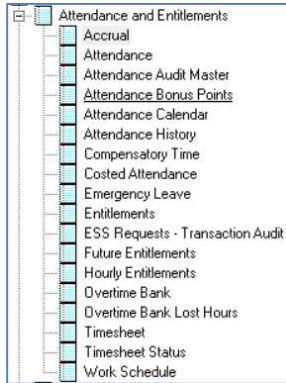 Attendance and Entitlements
Accrual
Attendance
Attendance Audit Master
Attendance Bonus Points
Attendance Calendar
Attendance History
Compensatory Time
Costed Attendance
Emergency Leave
Entitlements
ESS Requests - Transaction Audit
Future Entitlements
Hourly Entitlements
Overtime Bank
Overtime Bank Lost Hours
Timesheet
Timesheet Status
Work Schedule